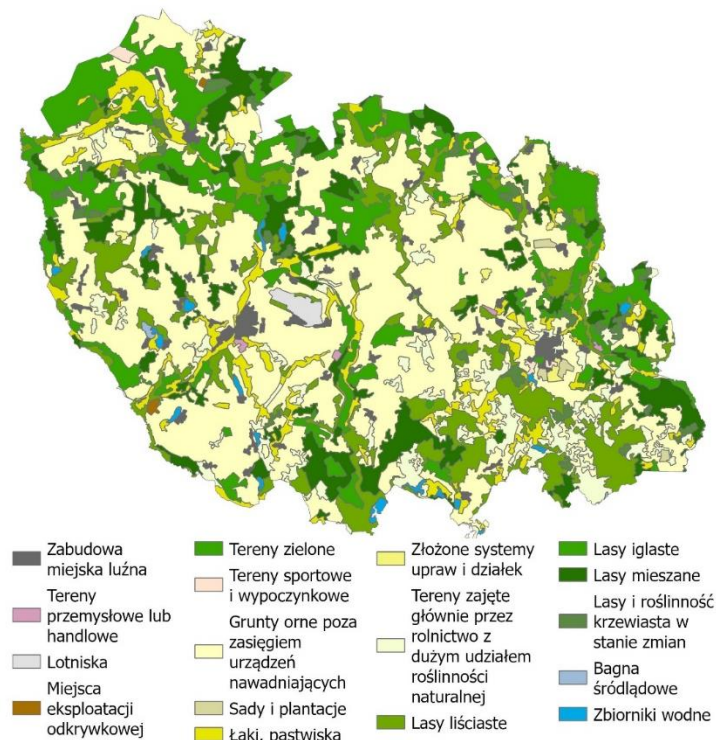 Zabudowa
miejska luźna
Tereny
przemysłowe lub
handlowe
Lotniska
Miejsca
eksploatacji
odkrywkowej
Tereny zielone
Tereny sportowe
i wypoczynkowe
Grunty orne poza
zasięgiem
urządzeń
nawadniających
Sady i plantacje
Łąki, pastwiska
Złożone systemy
upraw i działek
Tereny zajęte
głównie przez
rolnictwo z
dużym udziałem
roślinności
naturalnej
Lasy liściaste
Lasy iglaste
Lasy mieszane
Lasy i roślinność
krzewiasta w
stanie zmian
Bagna
śródlądowe
Zbiorniki wodne